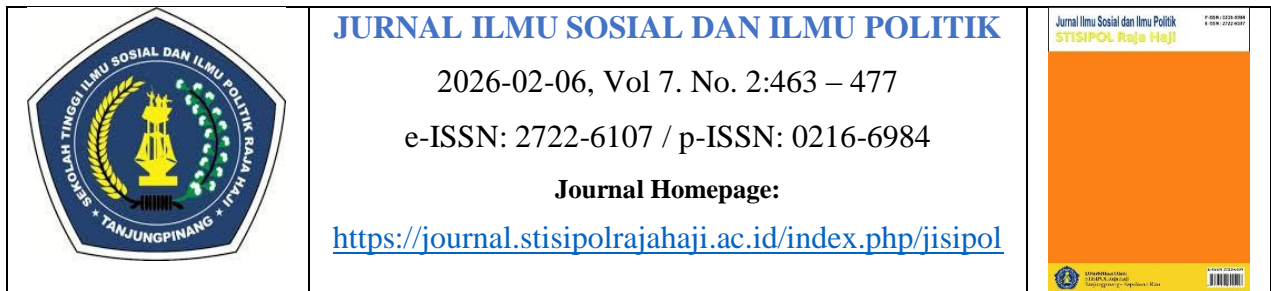 SEKOLAH TINGGI ILMU SOSIAL DAN ILMU POLITIK RAJA HAJI
* TANJUNGPINANG *
JURNAL ILMU SOSIAL DAN ILMU POLITIK
2026-02-06, Vol 7. No. 2:463 – 477
e-ISSN: 2722-6107 / p-ISSN: 0216-6984
Journal Homepage:
https://journal.stisipolrajahaji.ac.id/index.php/jisipol
Jurnal Ilmu Sosial dan Ilmu Politik
STISIPOL Raja Haji